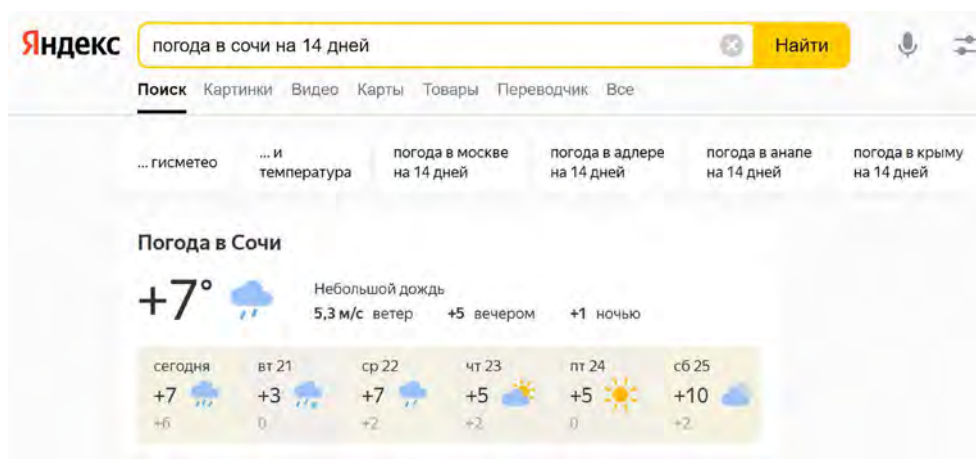 Яндекс погода в сочи на 14 дней Найти
Поиск Картинки Видео Карты Товары Переводчик Все
... гисметео
... и
температура
погода в москве
на 14 дней
погода в адлере
на 14 дней
погода в анапе
на 14 дней
погода в крыму
на 14 дней
Погода в Сочи
+7°
Небольшой дождь
5,3 м/с ветер +5 вечером +1 ночью
сегодня вт 21 ср 22 чт 23 пт 24 сб 25
+7 +3 +7 +5 +5 +10
+6 0 +2 +2 0 +2